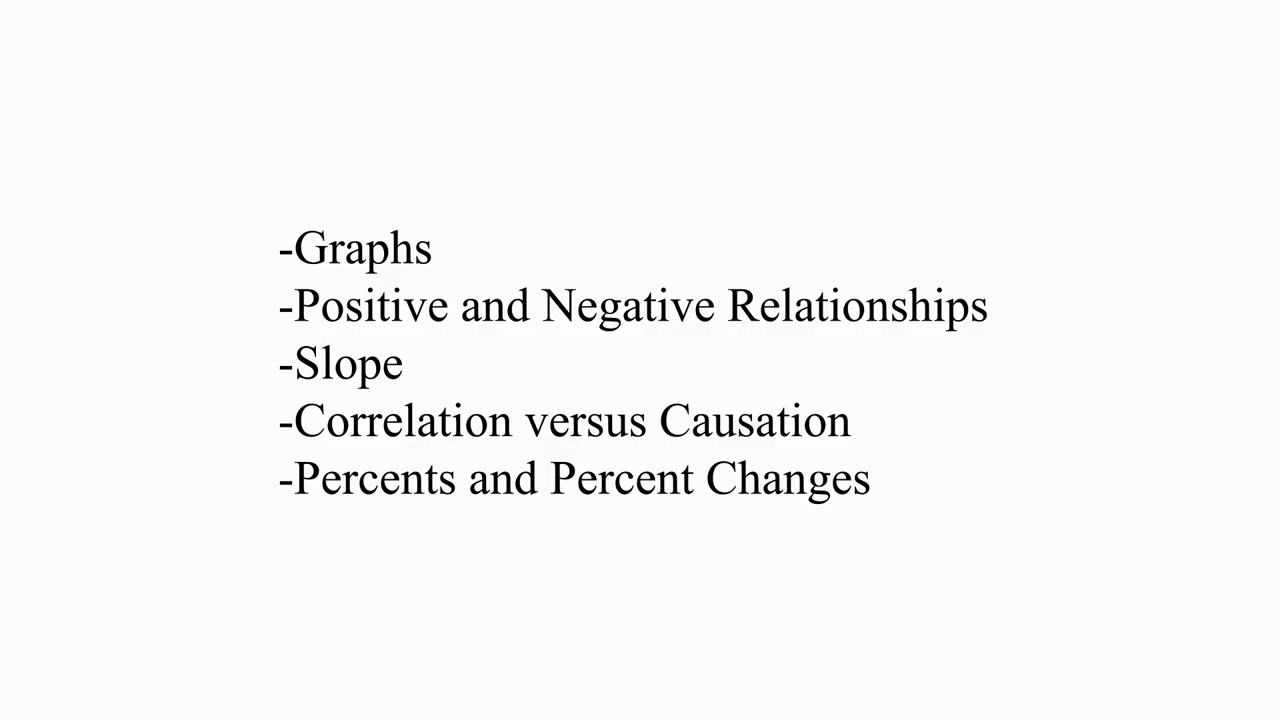 -Graphs
-Positive and Negative Relationships
-Slope
-Correlation versus Causation
-Percents and Percent Changes